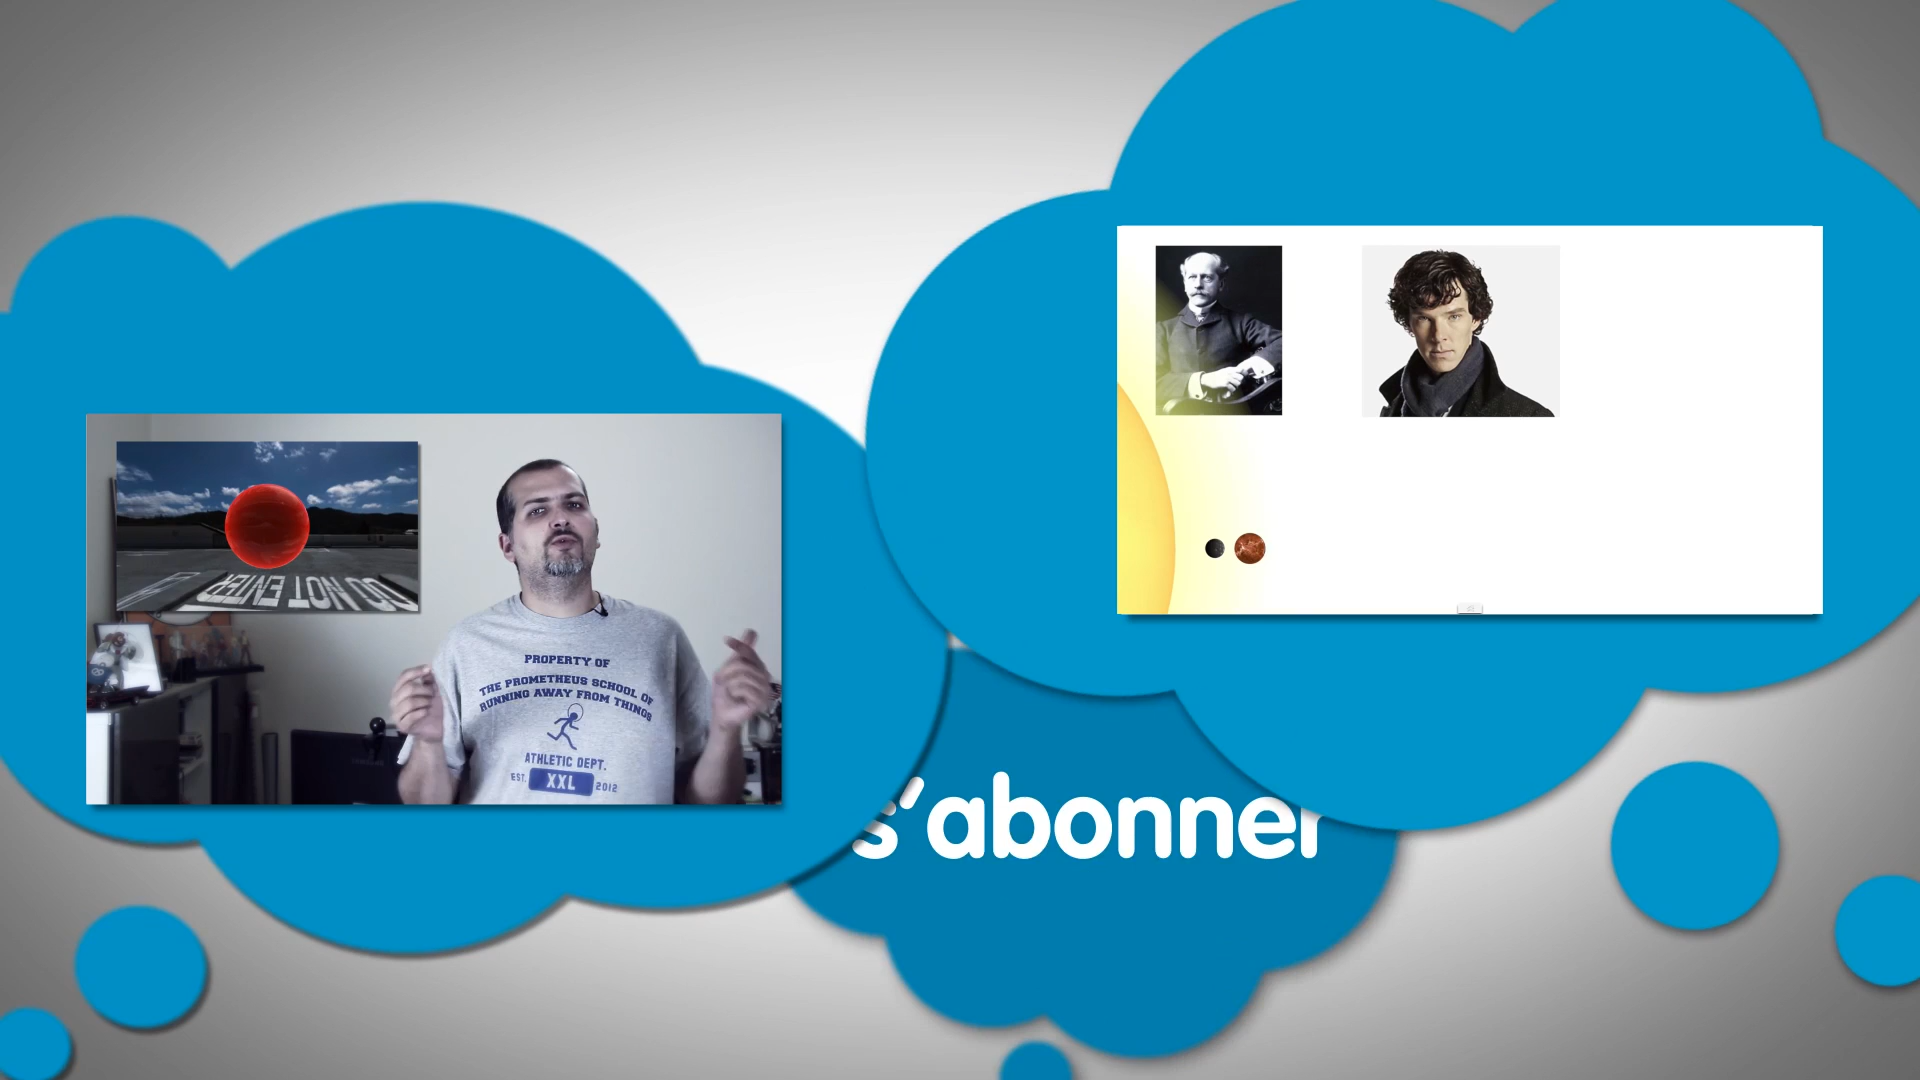 DO NOT ENTER
PROPERTY OF
THE PROMETHEUS SCHOOL OF
RUNNING AWAY FROM THINGS
ATHLETIC DEPT.
EST. XXL 2012
s'abonner